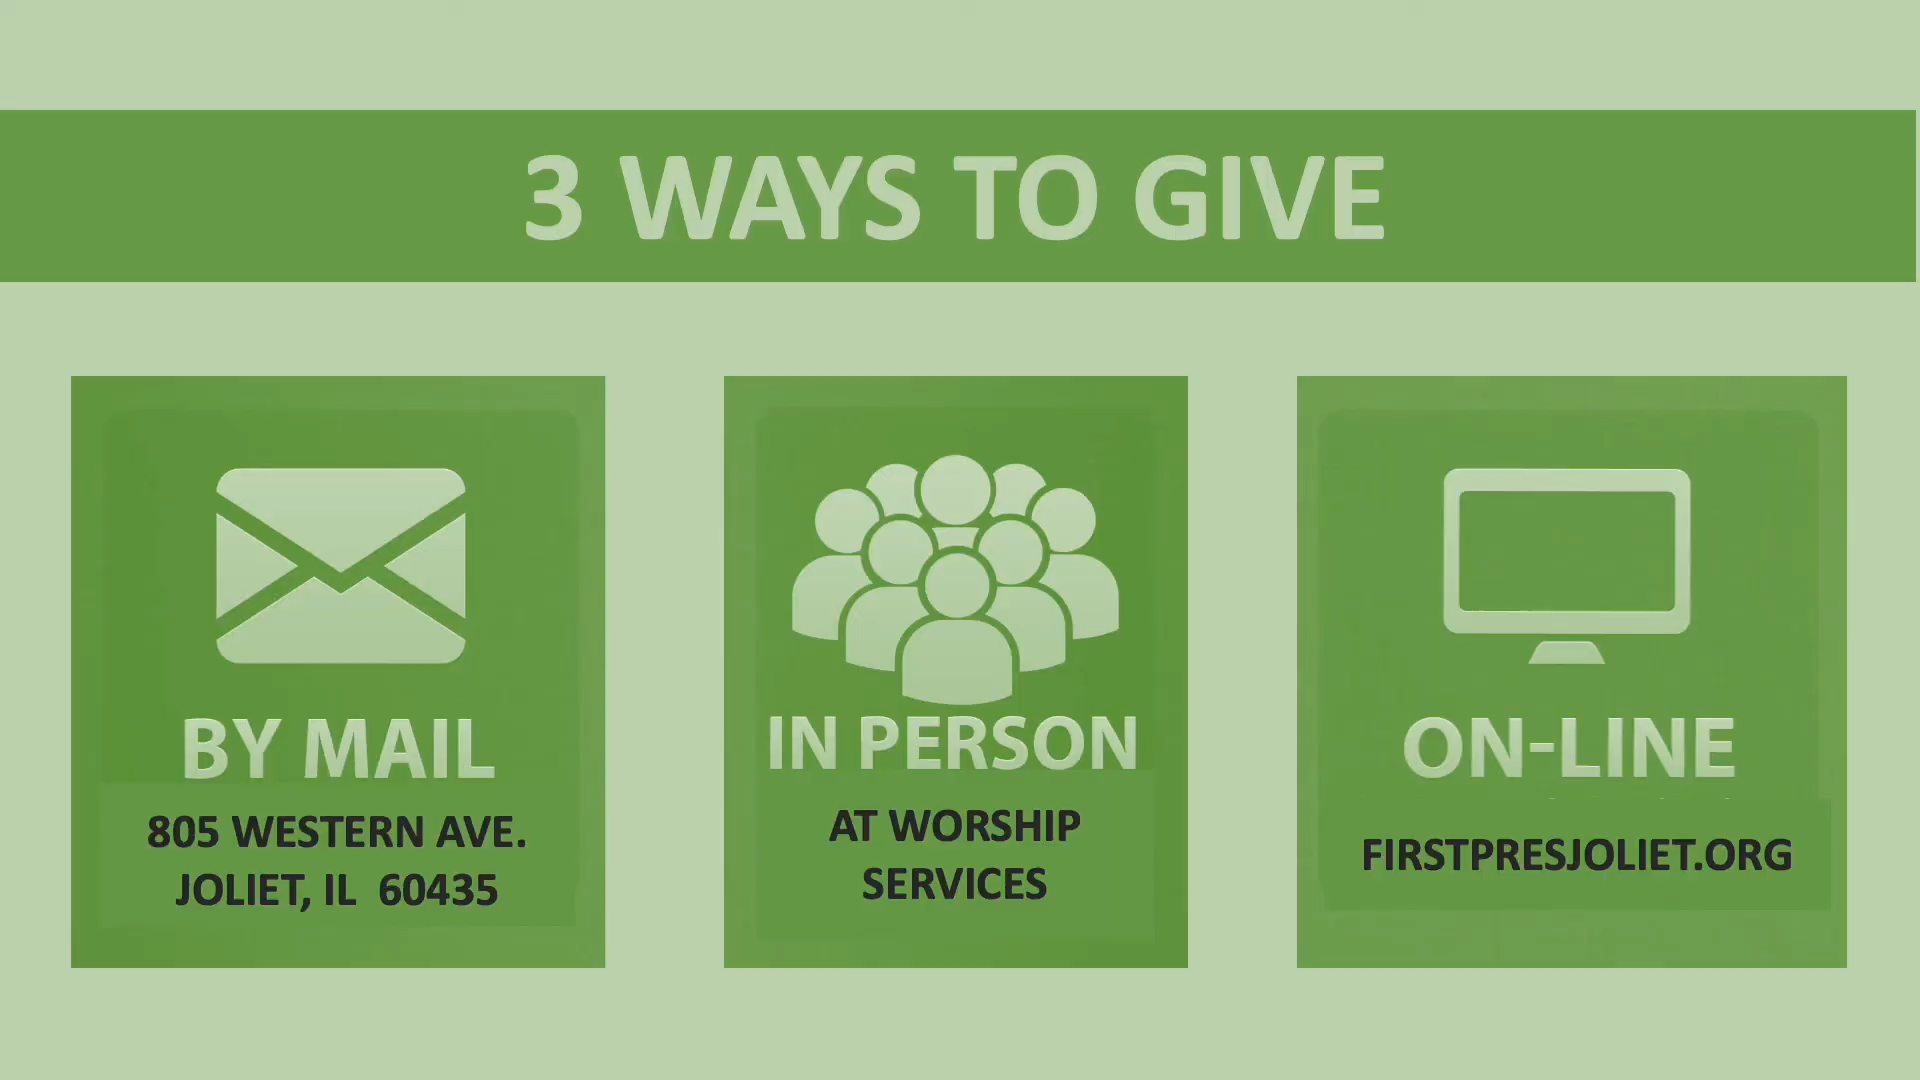 3 WAYS TO GIVE
BY MAIL
805 WESTERN AVE.
JOLIET, IL  60435
IN PERSON
AT WORSHIP
SERVICES
ON-LINE
FIRSTPRESJOLIET.ORG